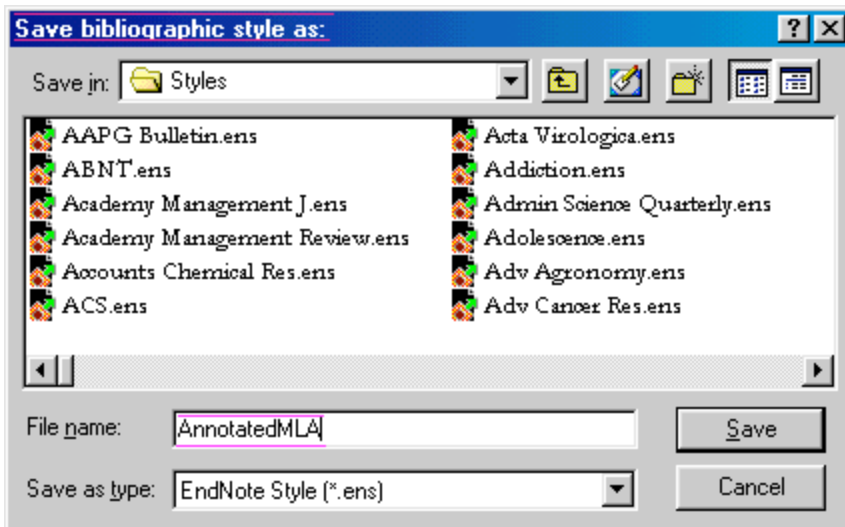 Save bibliographic style as:
Save in: Styles
AAPG Bulletin.ens
ABNT.ens
Academy Management J.ens
Academy Management Review.ens
Accounts Chemical Res.ens
ACS.ens
Acta Virologica.ens
Addiction.ens
Admin Science Quarterly.ens
Adolescence.ens
Adv Agronomy.ens
Adv Cancer Res.ens
File name: AnnotatedMLA
Save
Save as type: EndNote Style (*.ens)
Cancel